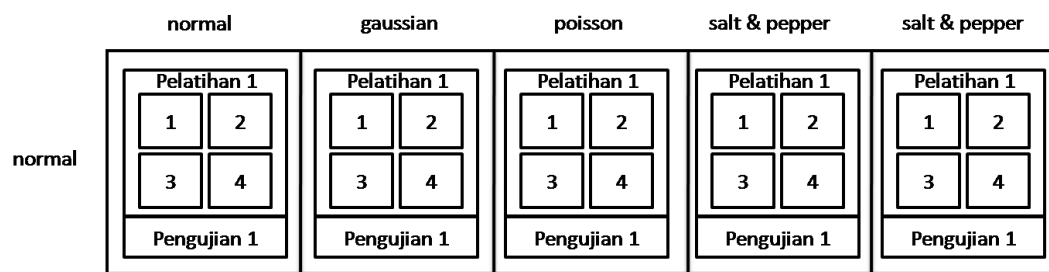 normal gaussian poisson salt & pepper salt & pepper
Pelatihan 1 Pelatihan 1 Pelatihan 1 Pelatihan 1 Pelatihan 1
1 2 1 2 1 2 1 2 1 2
normal
3 4 3 4 3 4 3 4 3 4
Pengujian 1 Pengujian 1 Pengujian 1 Pengujian 1 Pengujian 1